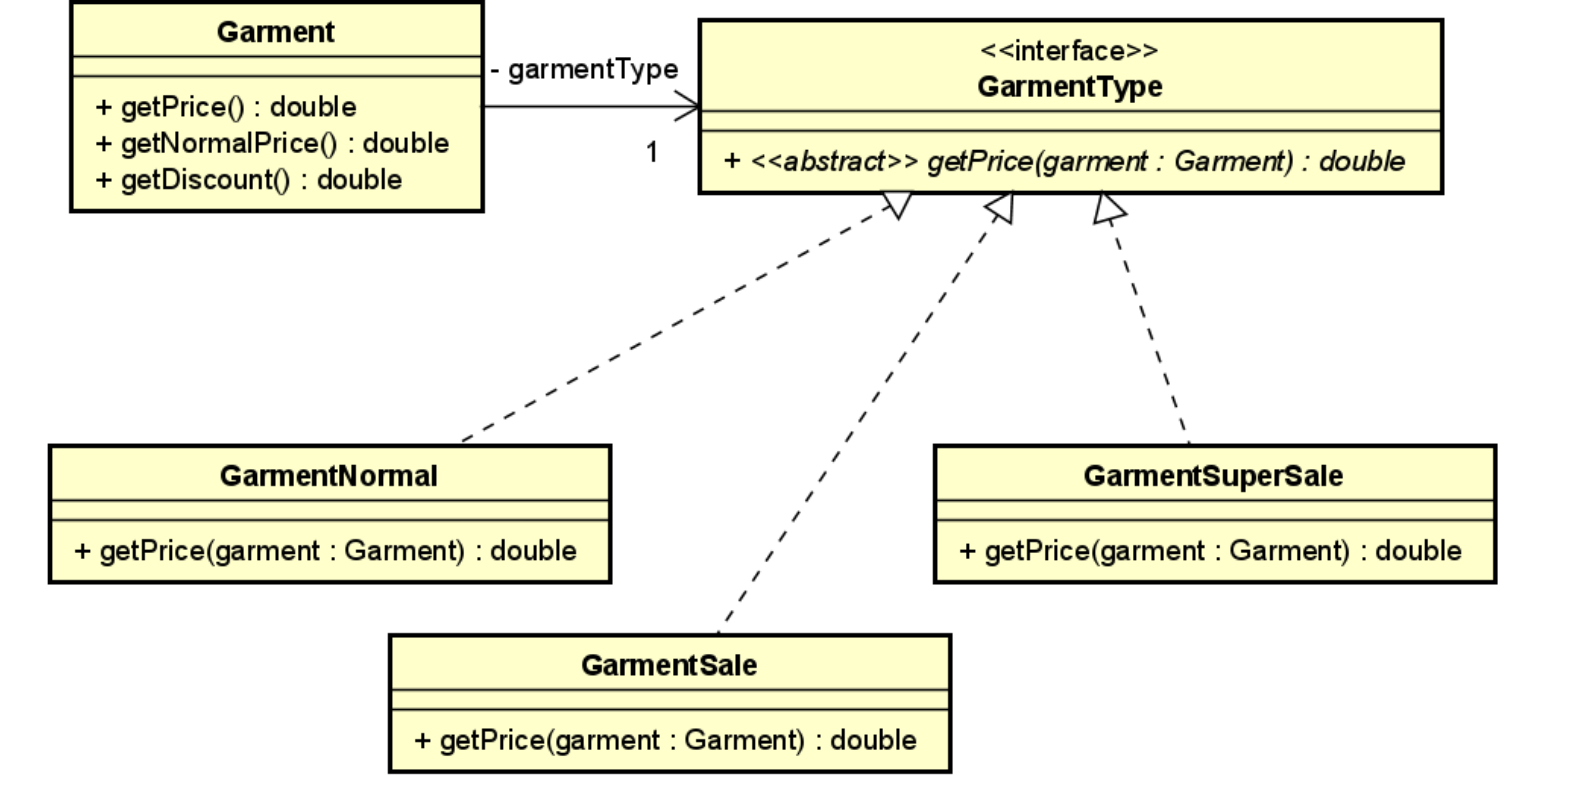 Garment
+ getPrice() : double
+ getNormalPrice() : double
+ getDiscount() : double
- garmentType
1
<<interface>>
GarmentType
+ <<abstract>> getPrice(garment : Garment) : double
GarmentNormal
+ getPrice(garment : Garment) : double
GarmentSuperSale
+ getPrice(garment : Garment) : double
GarmentSale
+ getPrice(garment : Garment) : double